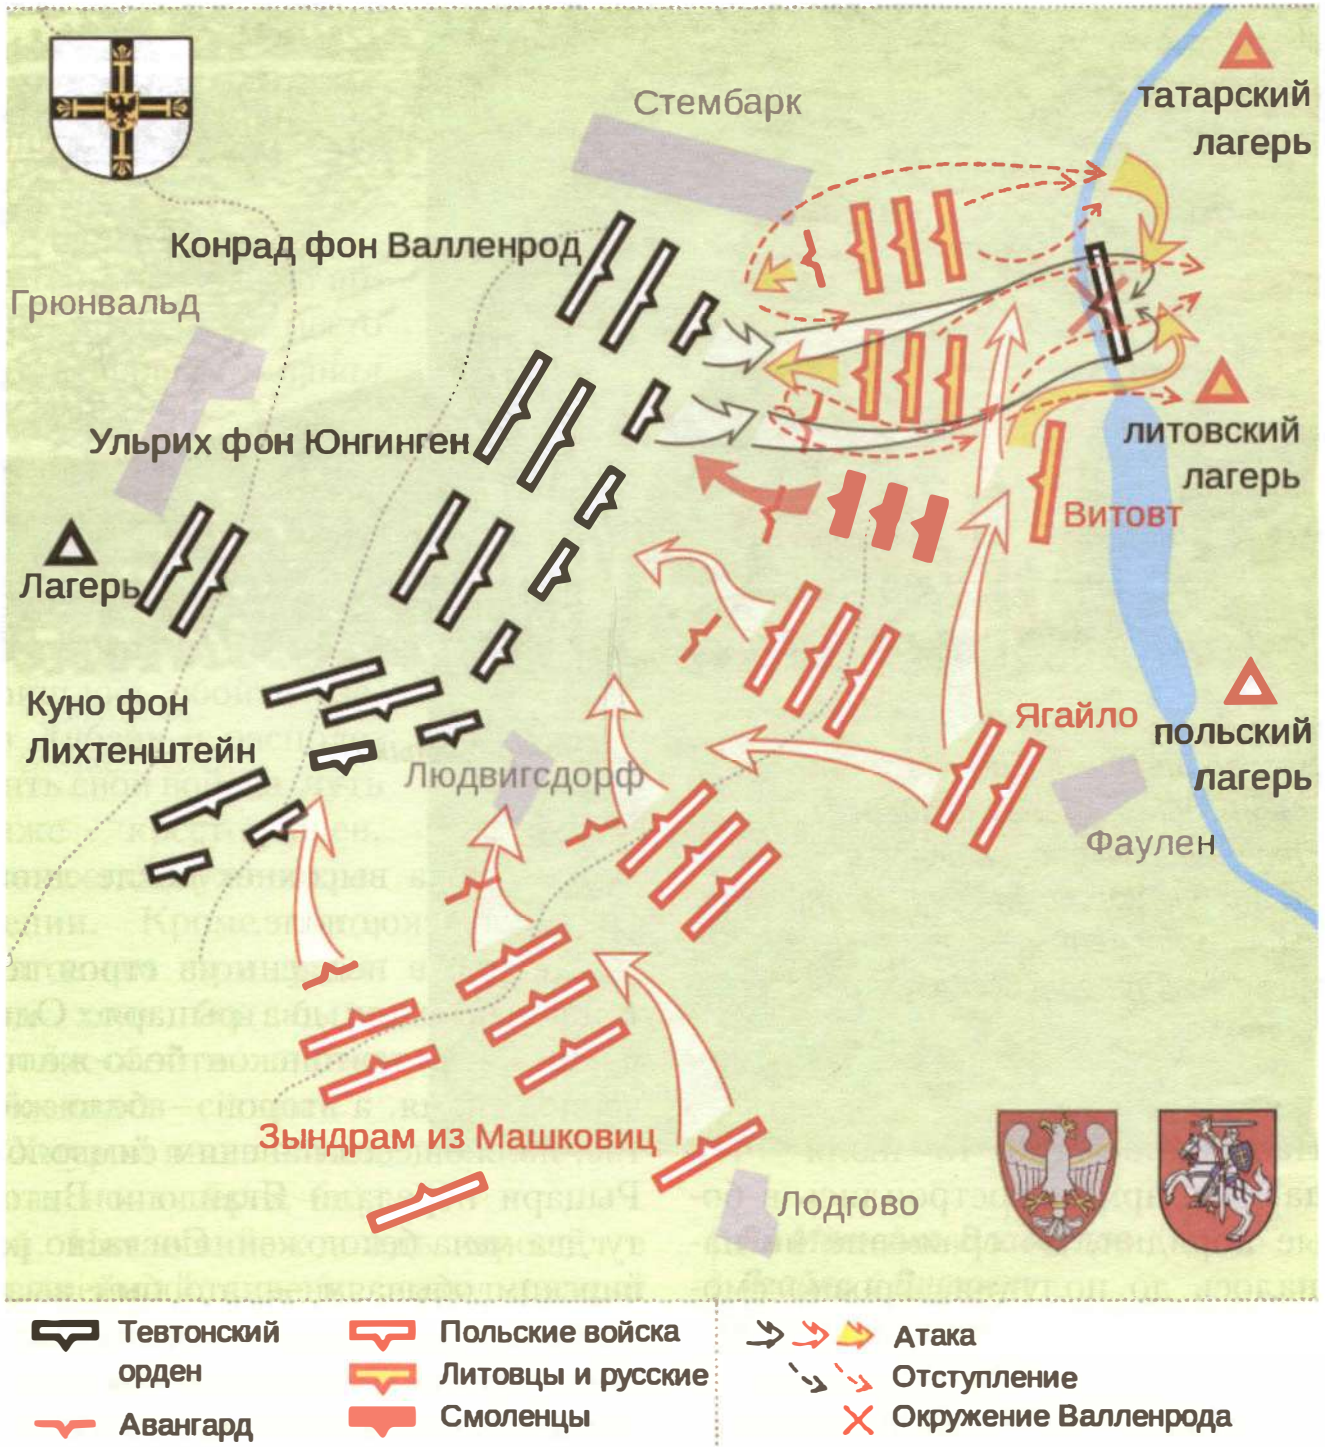 татарский
лагерь
Стембарк
Конрад фон Валленрод
Грюнвальд
Ульрих фон Юнгинген
литовский
лагерь
Витовт
Лагерь
Куно фон
Лихтенштейн
Людвигсдорф
Ягайло
польский
лагерь
Фаулен
Зындрам из Машковиц
Лодгово
Тевтонский
орден
Авангард
Польские войска
Литовцы и русские
Смоленцы
Атака
Отступление
Окружение Валленрода